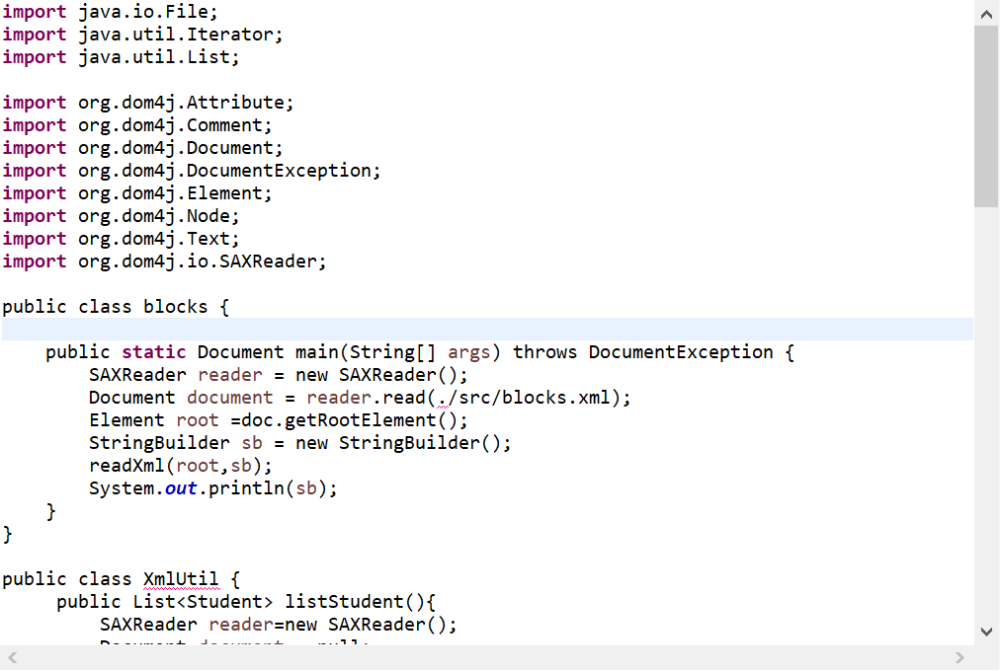 import java.io.File;
import java.util.Iterator;
import java.util.List;
import org.dom4j.Attribute;
import org.dom4j.Comment;
import org.dom4j.Document;
import org.dom4j.DocumentException;
import org.dom4j.Element;
import org.dom4j.Node;
import org.dom4j.Text;
import org.dom4j.io.SAXReader;
public class blocks {
public static Document main(String[] args) throws DocumentException {
SAXReader reader = new SAXReader();
Document document = reader.read(./src/blocks.xml);
Element root =doc.getRootElement();
StringBuilder sb = new StringBuilder();
readXml(root,sb);
System.out.println(sb);
}
}
public class XmlUtil {
public List<Student> listStudent(){
SAXReader reader=new SAXReader();